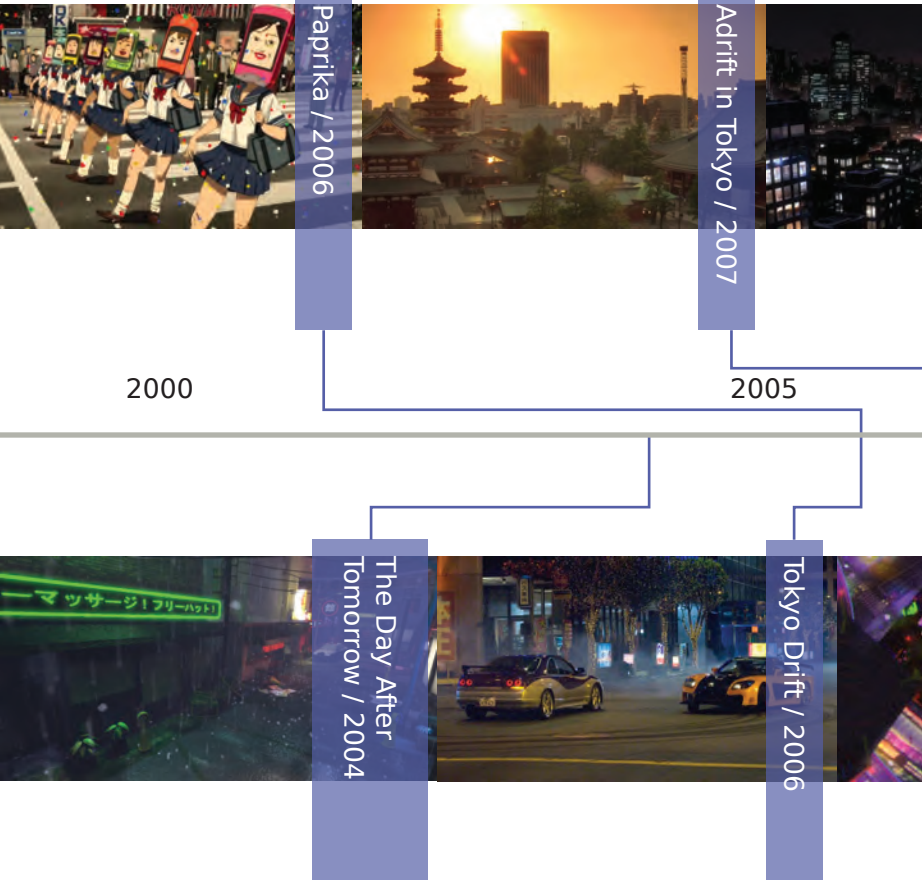 Paprika / 2006
Adrift in Tokyo / 2007
2000
2005
ーマッサージ!フリーハット!
The Day After
Tomorrow / 2004
Tokyo Drift / 2006